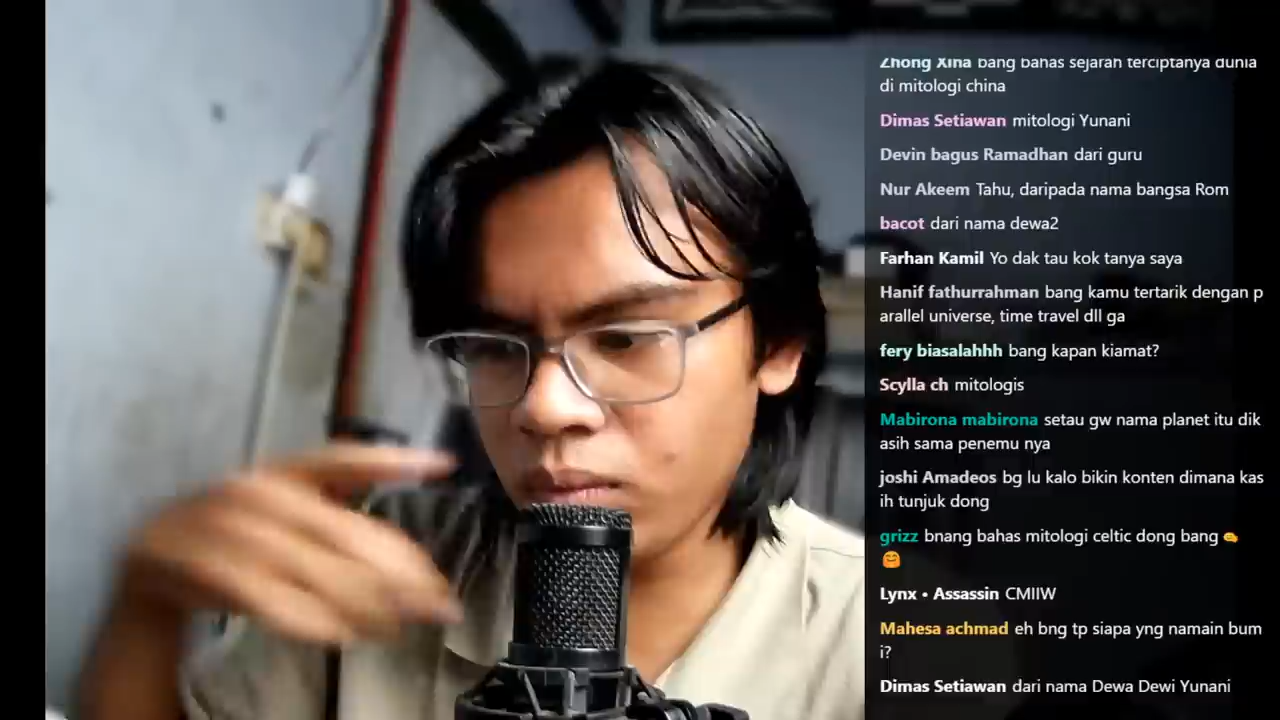 Zhong Xina bang bahas sejarah terciptanya dunia
di mitologi china
Dimas Setiawan mitologi Yunani
Devin bagus Ramadhan dari guru
Nur Akeem Tahu, daripada nama bangsa Rom
bacot dari nama dewa2
Farhan Kamil Yo dak tau kok tanya saya
Hanif fathurrahman bang kamu tertarik dengan p
arallel universe, time travel dll ga
fery biasalahhh bang kapan kiamat?
Scylla ch mitologis
Mabirona mabirona setau gw nama planet itu dik
asih sama penemu nya
joshi Amadeos bg lu kalo bikin konten dimana kas
ih tunjuk dong
grizz bnang bahas mitologi celtic dong bang
Lynx • Assassin CMIIW
Mahesa achmad eh bng tp siapa yng namain bum
i?
Dimas Setiawan dari nama Dewa Dewi Yunani